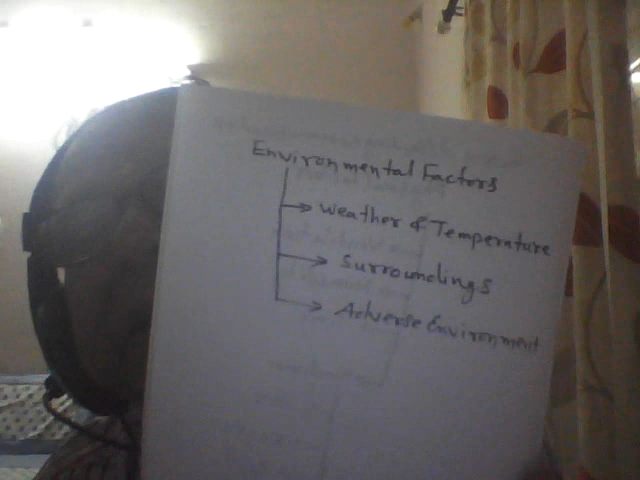 Environmental Factors
Weather & Temperature
Surroundings
Adverse Environment